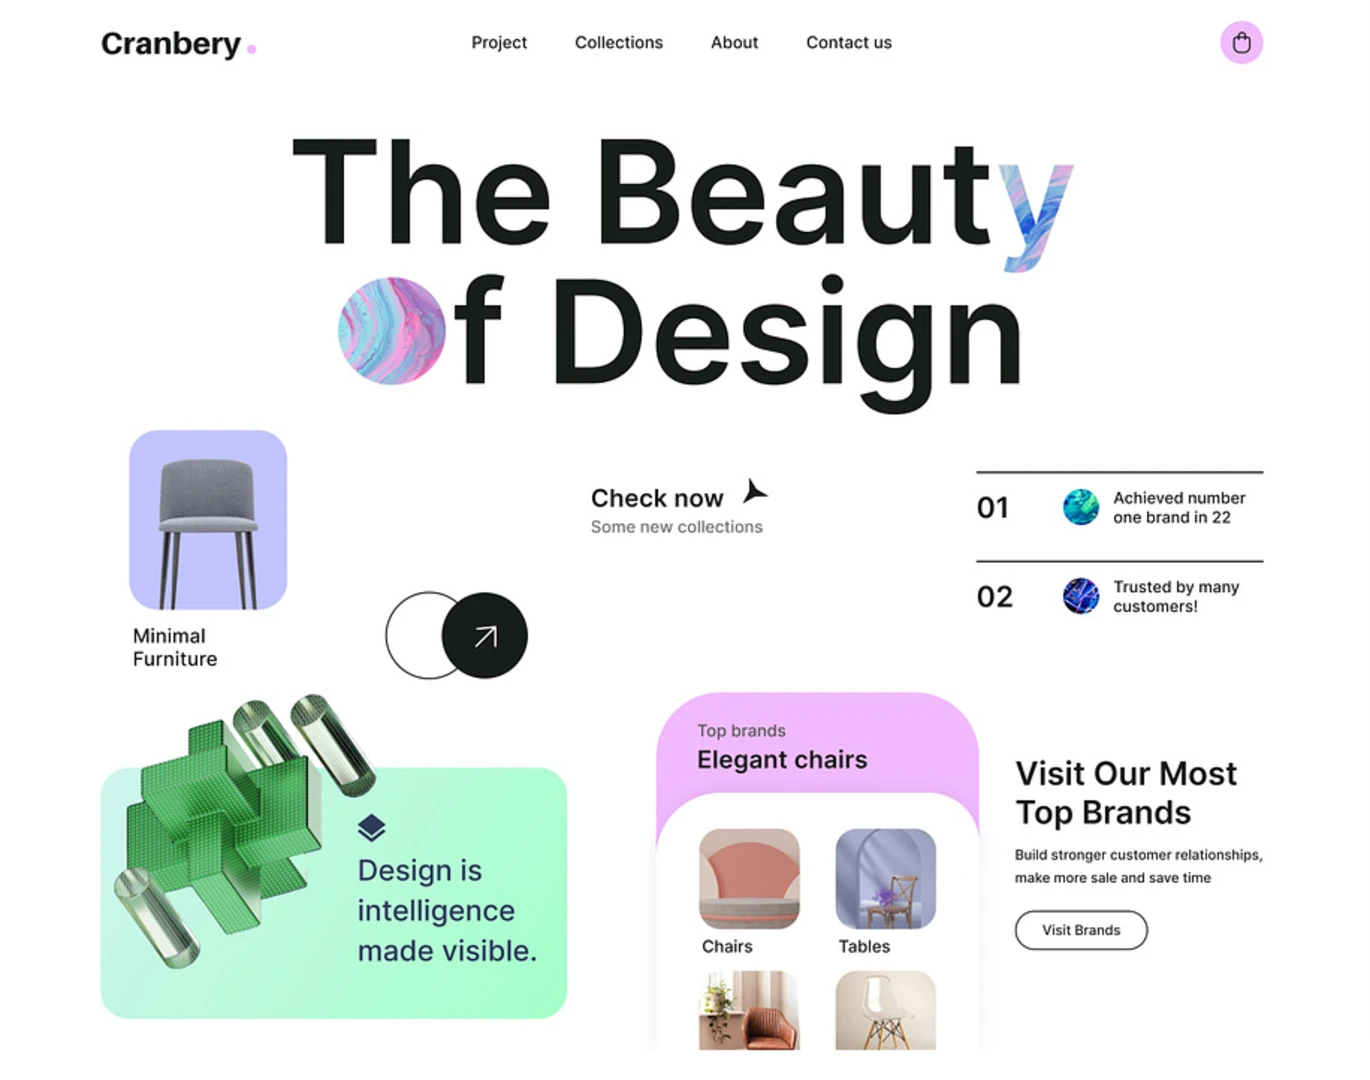 Cranbery
Project
Collections
About
Contact us
The Beauty
Of Design
Minimal
Furniture
Check now
Some new collections
01
Achieved number
one brand in 22
02
Trusted by many
customers!
Design is
intelligence
made visible.
Top brands
Elegant chairs
Chairs
Tables
Visit Our Most
Top Brands
Build stronger customer relationships,
make more sale and save time
Visit Brands